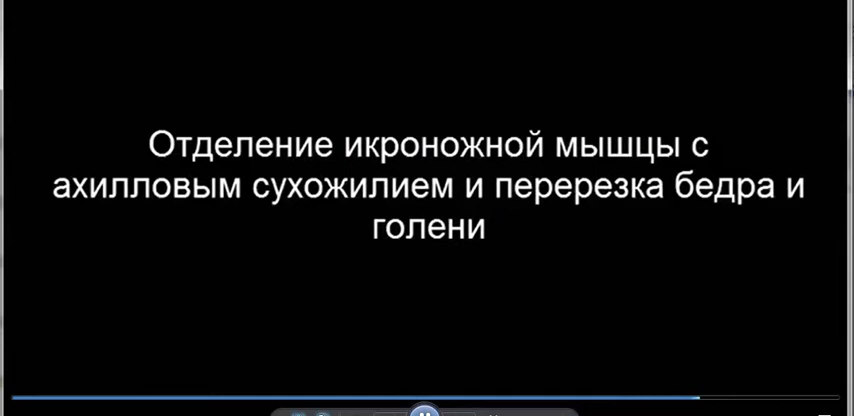 Отделение икроножной мышцы с
ахилловым сухожилием и перерезка бедра и
голени